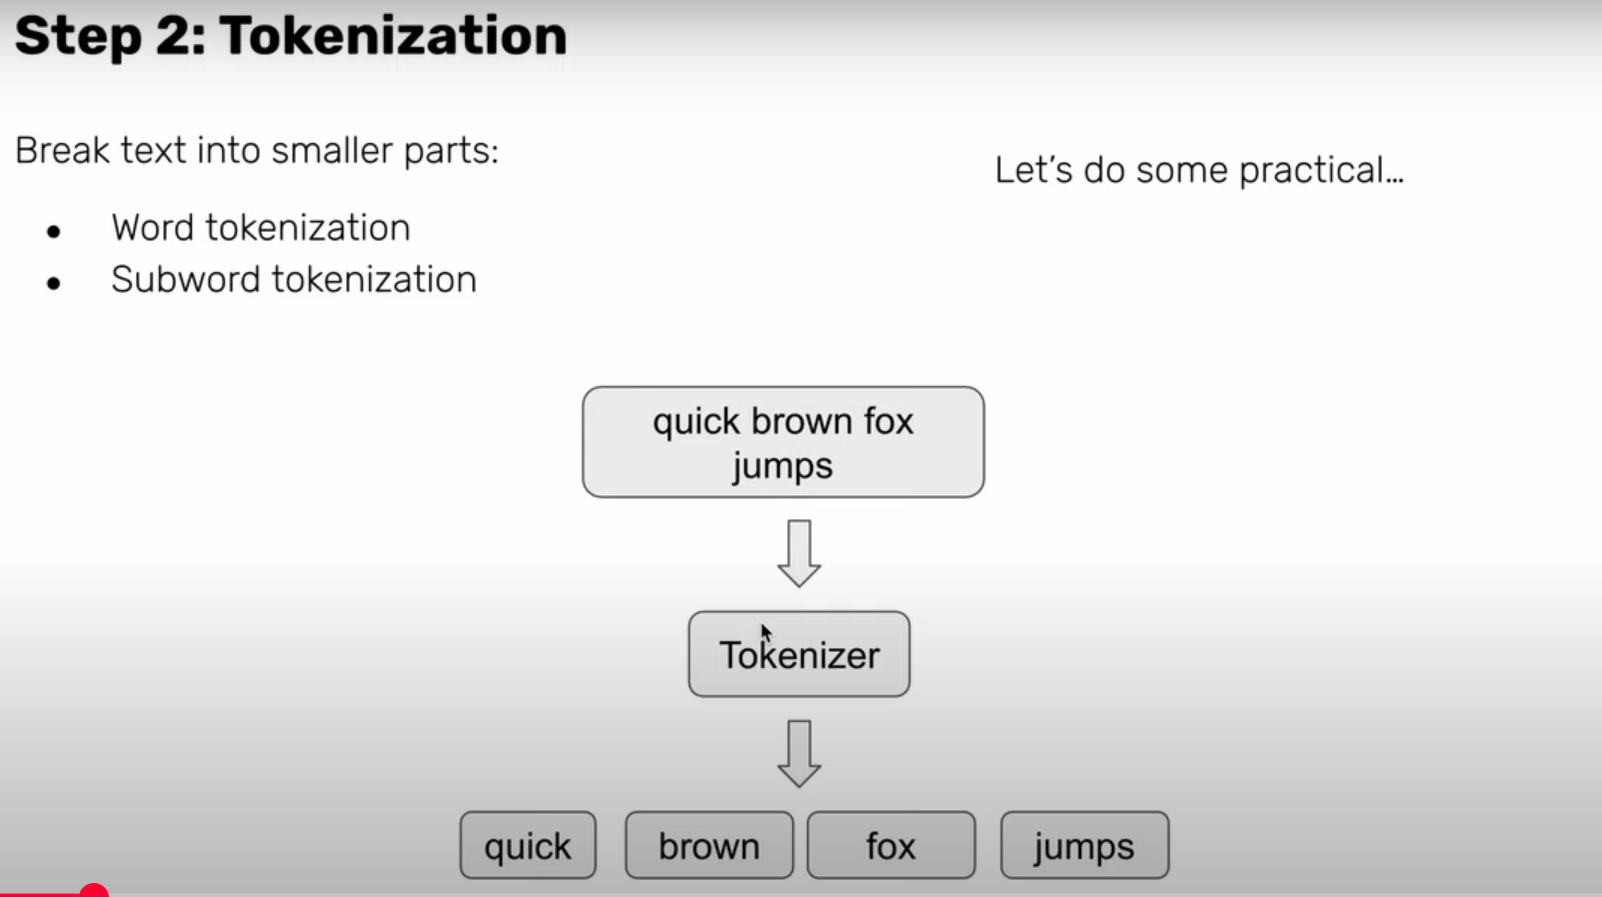 Step 2: Tokenization
Break text into smaller parts:
Let's do some practical...
● Word tokenization
● Subword tokenization
quick brown fox
jumps
Tokenizer
quick brown fox jumps